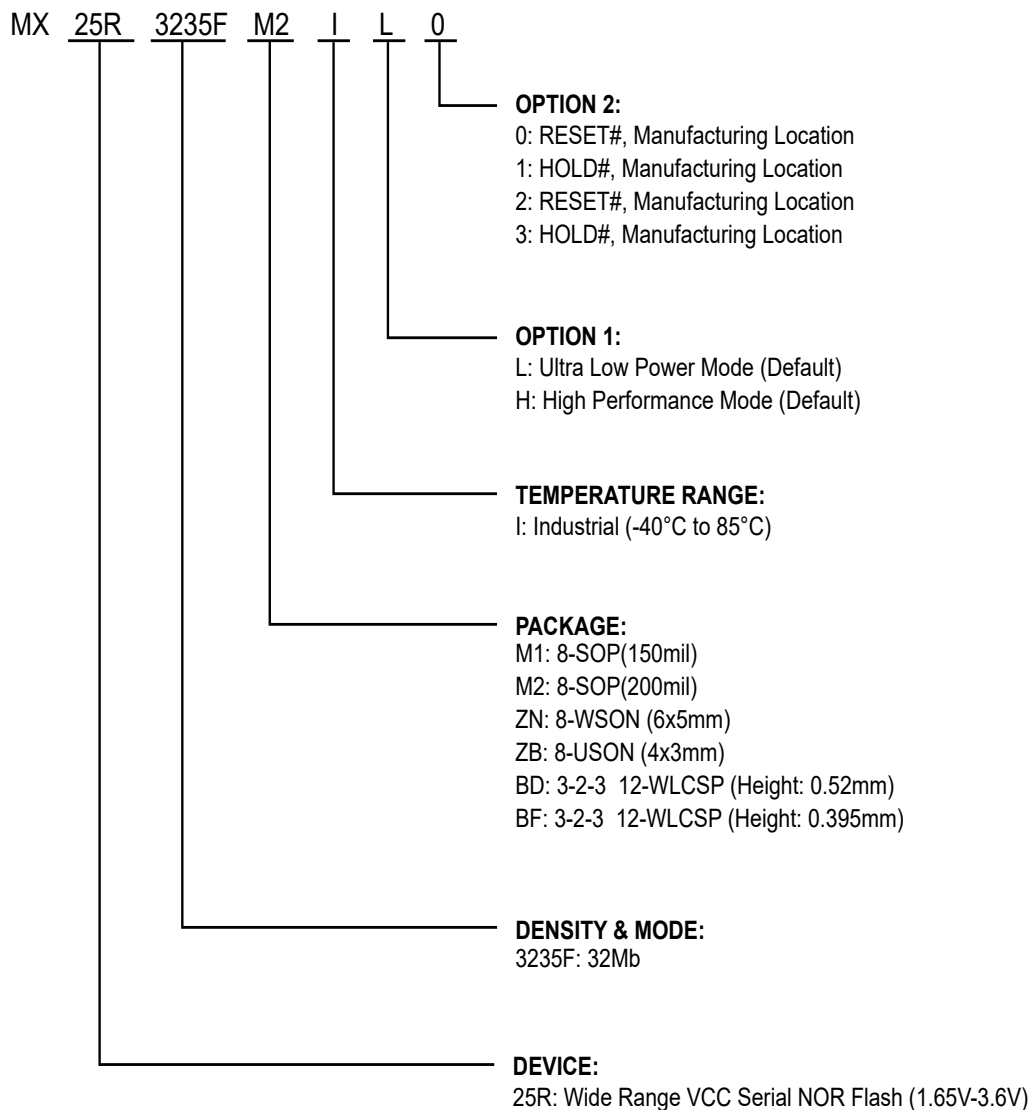 MX 25R 3235F M2 I L 0
OPTION 2:
0: RESET#, Manufacturing Location
1: HOLD#, Manufacturing Location
2: RESET#, Manufacturing Location
3: HOLD#, Manufacturing Location
OPTION 1:
L: Ultra Low Power Mode (Default)
H: High Performance Mode (Default)
TEMPERATURE RANGE:
I: Industrial (-40°C to 85°C)
PACKAGE:
M1: 8-SOP(150mil)
M2: 8-SOP(200mil)
ZN: 8-WSON (6x5mm)
ZB: 8-USON (4x3mm)
BD: 3-2-3 12-WLCSP (Height: 0.52mm)
BF: 3-2-3 12-WLCSP (Height: 0.395mm)
DENSITY & MODE:
3235F: 32Mb
DEVICE:
25R: Wide Range VCC Serial NOR Flash (1.65V-3.6V)